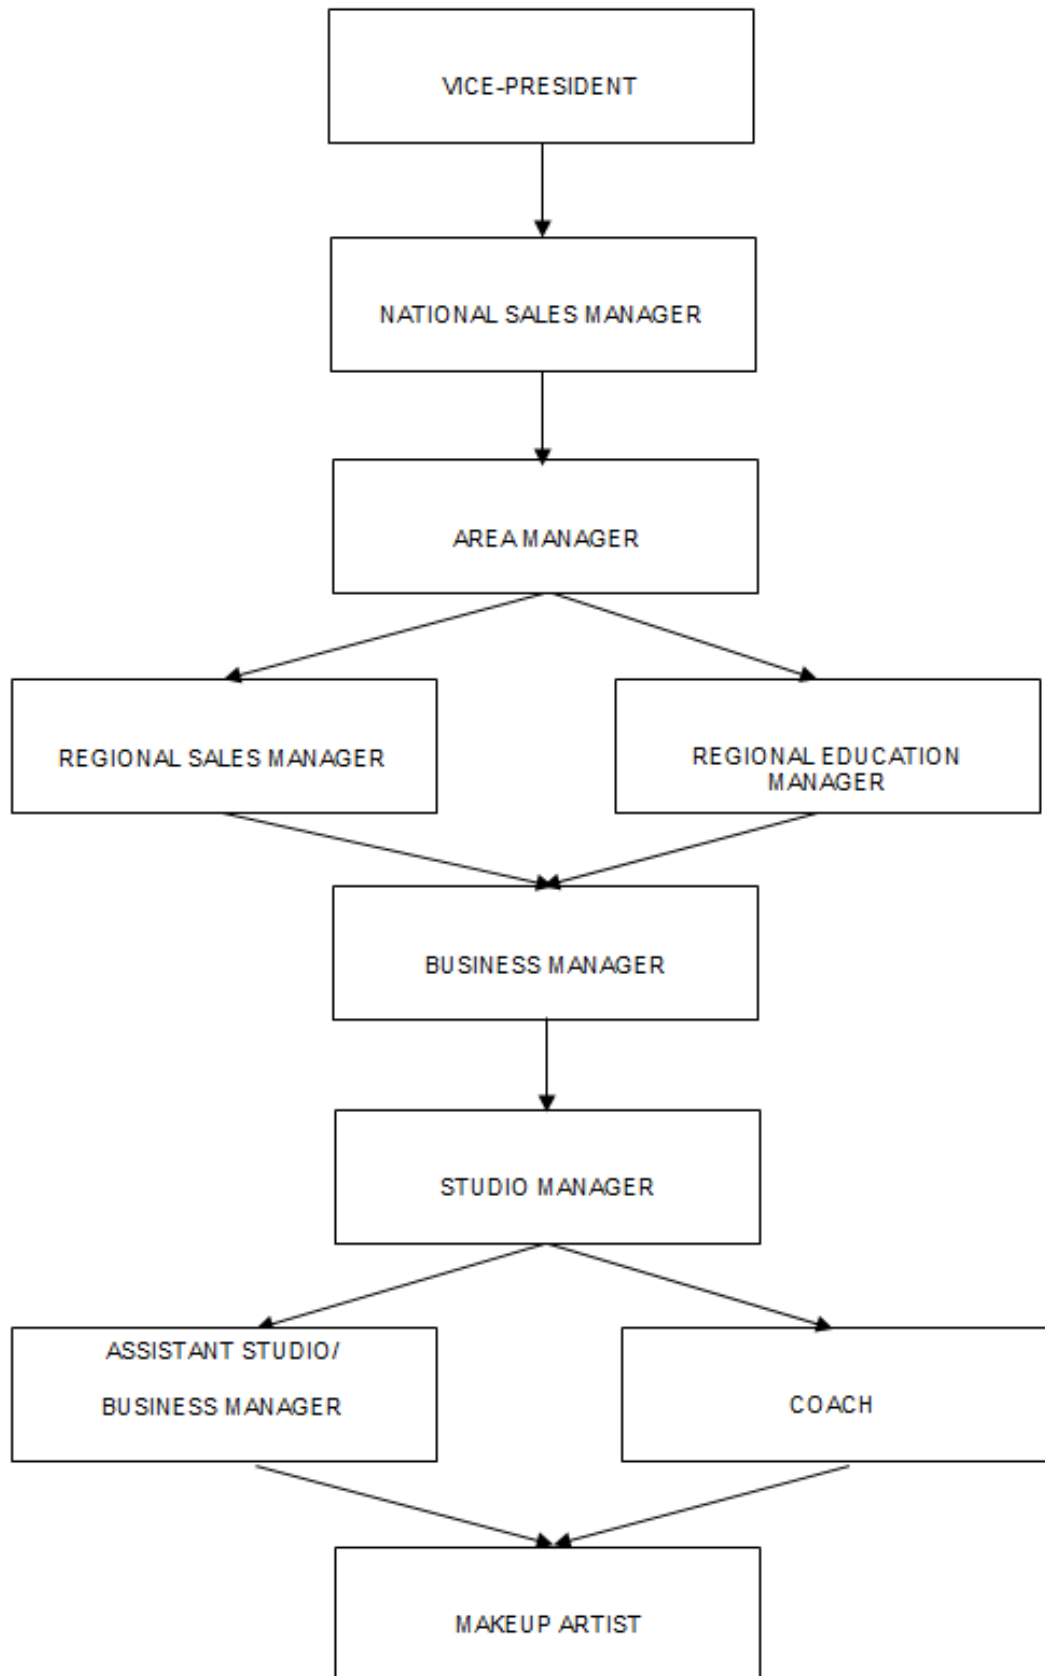 VICE-PRESIDENT
NATIONAL SALES MANAGER
AREA MANAGER
REGIONAL SALES MANAGER
REGIONAL EDUCATION
MANAGER
BUSINESS MANAGER
STUDIO MANAGER
ASSISTANT STUDIO/
BUSINESS MANAGER
COACH
MAKEUP ARTIST